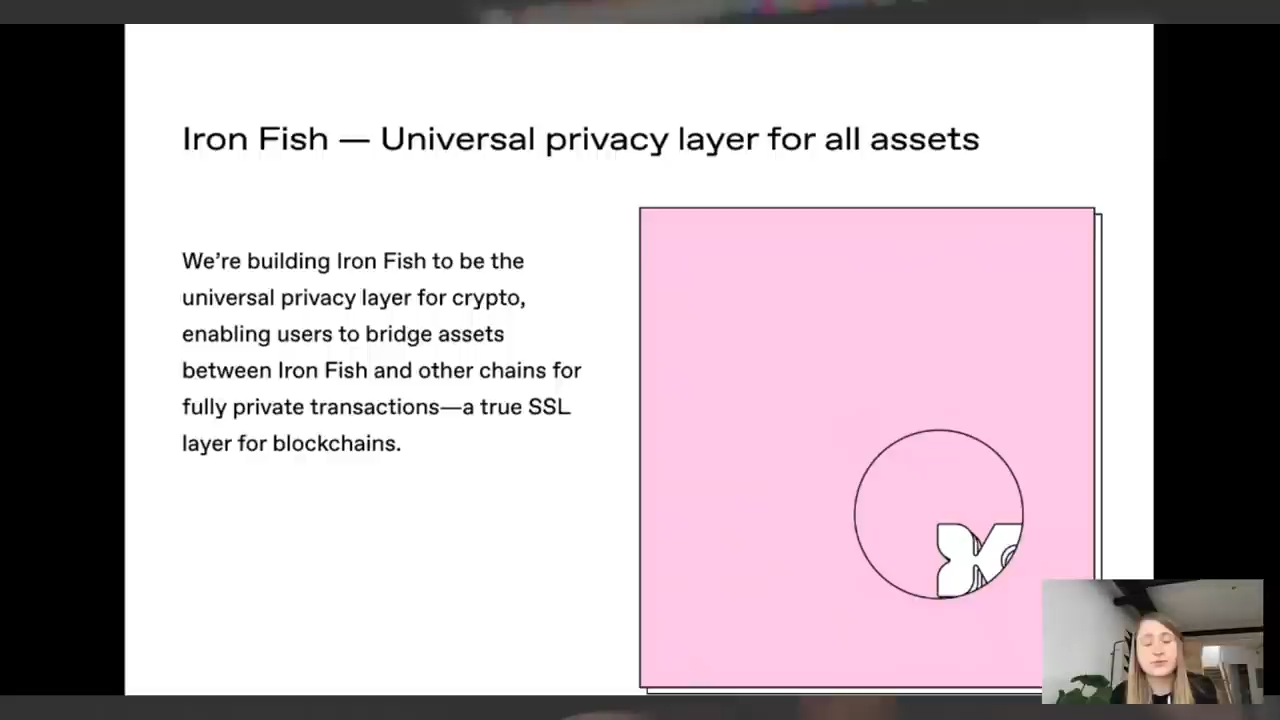 Iron Fish — Universal privacy layer for all assets
We’re building Iron Fish to be the
universal privacy layer for crypto,
enabling users to bridge assets
between Iron Fish and other chains for
fully private transactions—a true SSL
layer for blockchains.